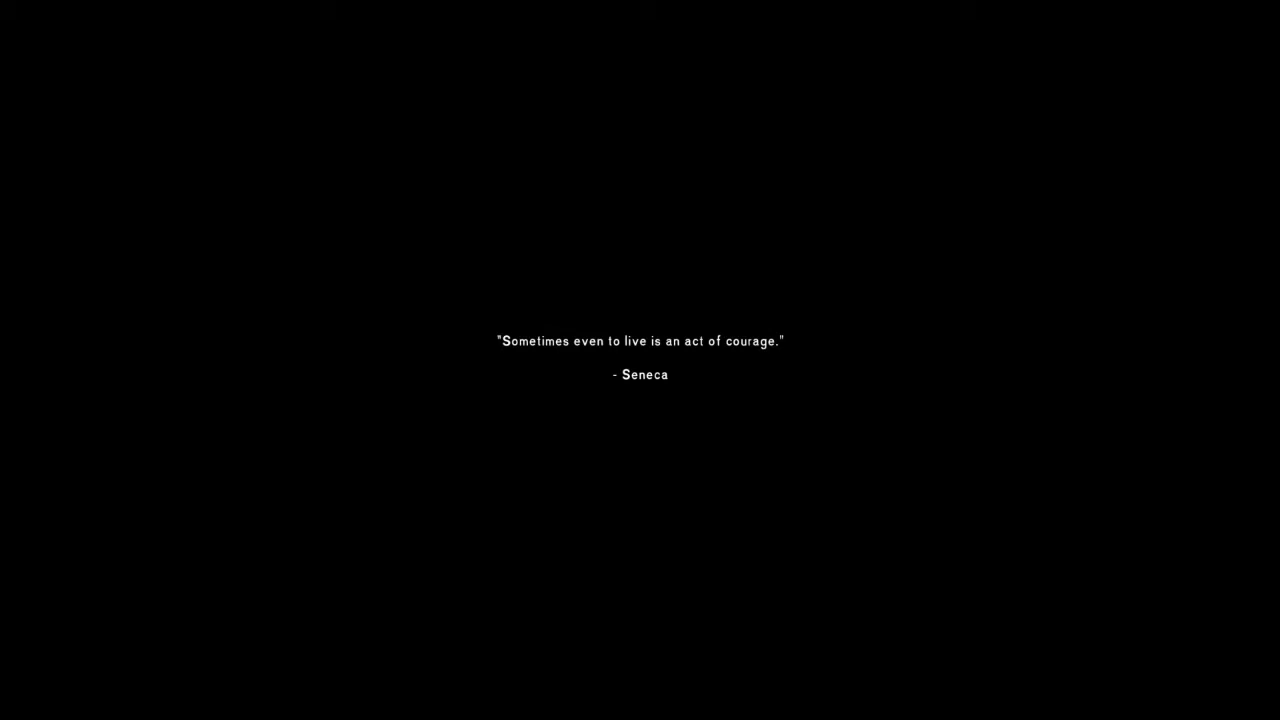 "Sometimes even to live is an act of courage."
- Seneca